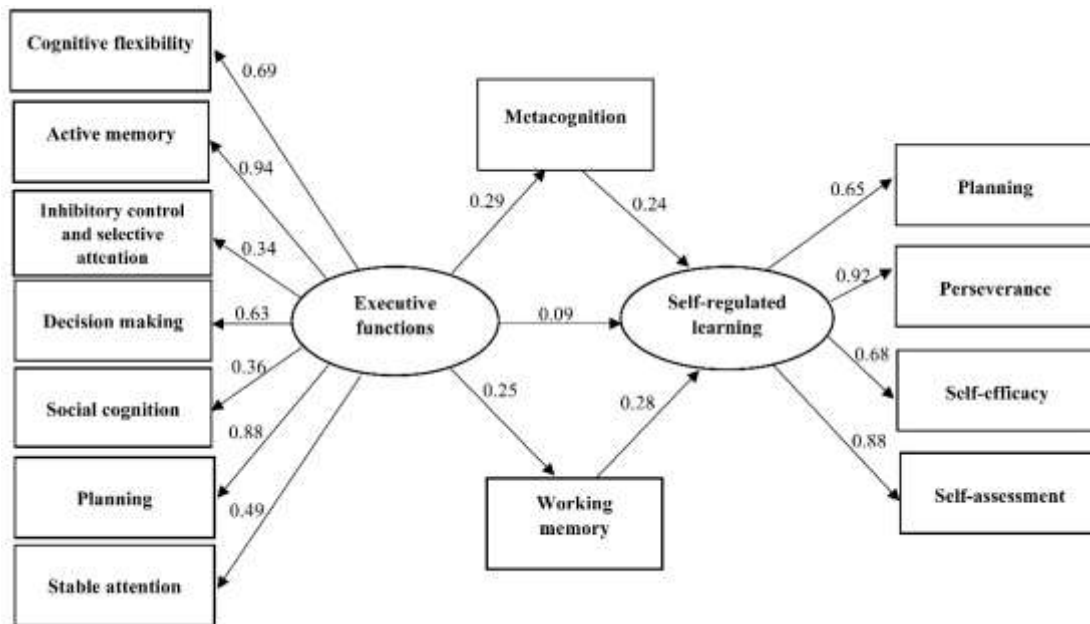 Cognitive flexibility
0.69
Active memory
0.94
Inhibitory control
and selective
attention
0.34
Decision making
0.63
Social cognition
0.36
Planning
0.88
Stable attention
0.49
Executive
functions
Metacognition
0.29
0.24
0.09
0.25
0.28
Working
memory
Self-regulated
learning
0.65
Planning
0.92
Perseverance
0.68
Self-efficacy
0.88
Self-assessment